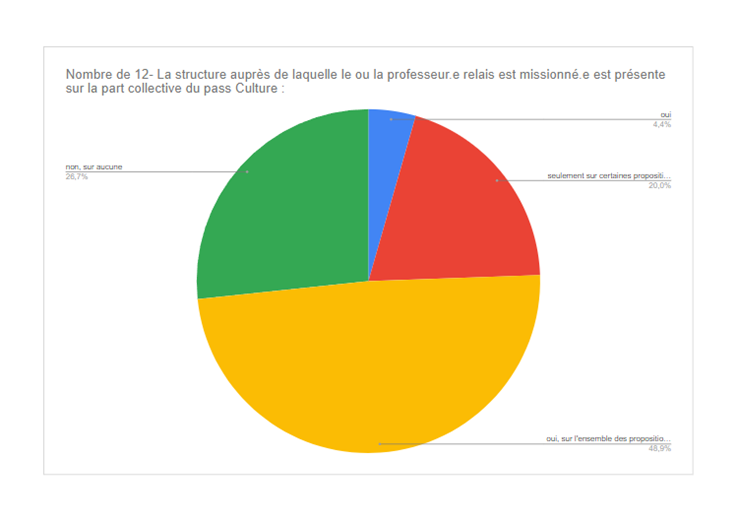 Nombre de 12- La structure auprès de laquelle le ou la professeur.e relais est missionné.e est présente
sur la part collective du pass Culture :
oui
4,4%
non, sur aucune
26,7%
seulement sur certaines propositi...
20,0%
oui, sur l'ensemble des propositio...
48,9%